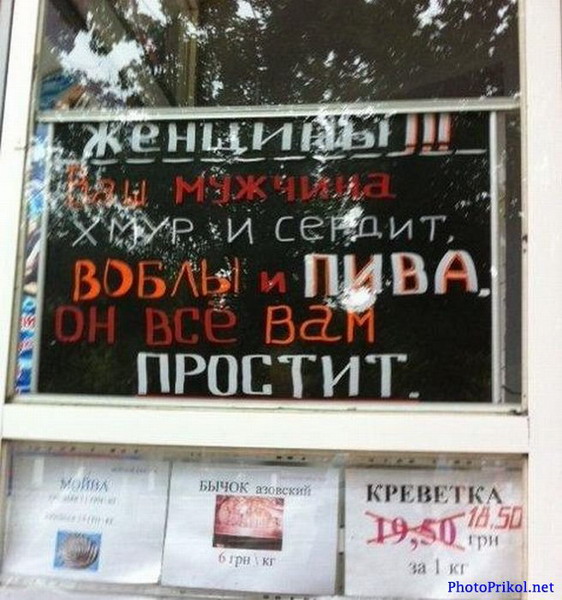 ЖЕНЩИНЫ!!!
Ваш мужчина
хмур и сердит,
воблы и ПИВА,
он все вам
ПРОСТИТ.
МОЙВА
БЫЧОК азовский
6 грн \ кг
КРЕВЕТКА
19,50 18.50
грн
за 1 кг
PhotoPrikol.net